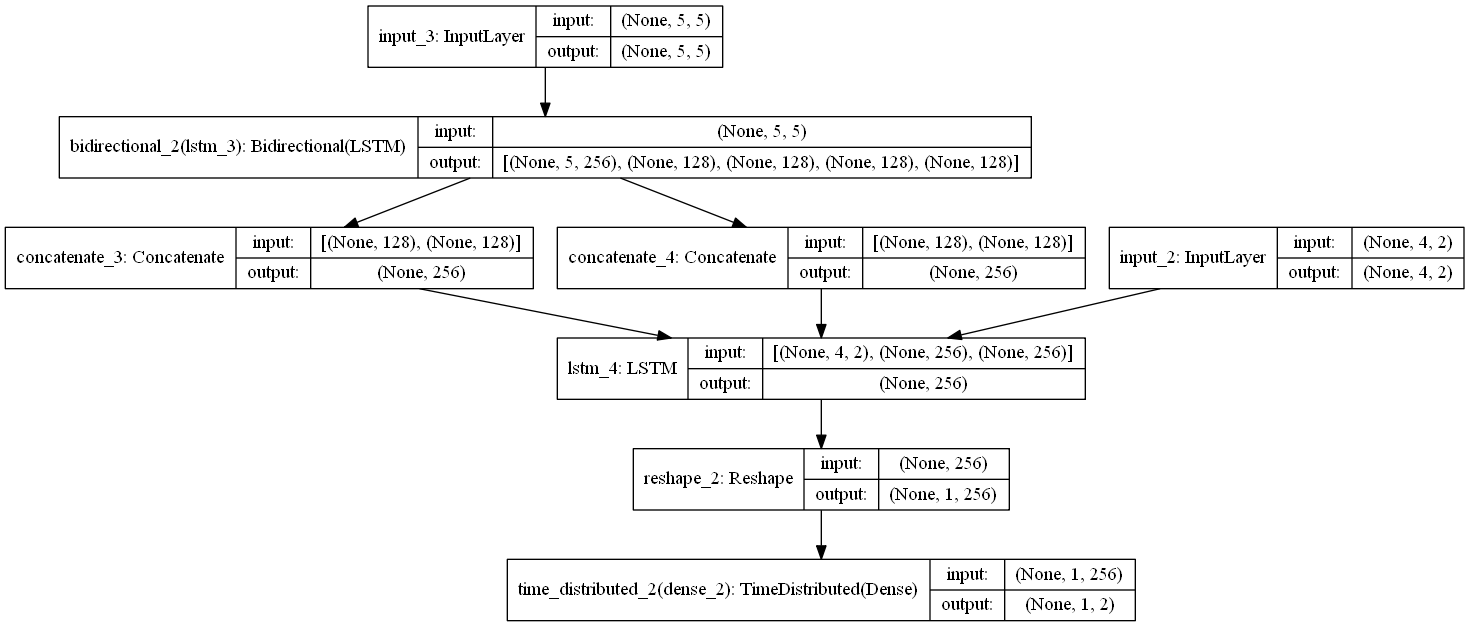 input_3: InputLayer
input: (None, 5, 5)
output: (None, 5, 5)
bidirectional_2(lstm_3): Bidirectional(LSTM)
input: (None, 5, 5)
output: [(None, 5, 256), (None, 128), (None, 128), (None, 128), (None, 128)]
concatenate_3: Concatenate
input: [(None, 128), (None, 128)]
output: (None, 256)
concatenate_4: Concatenate
input: [(None, 128), (None, 128)]
output: (None, 256)
input_2: InputLayer
input: (None, 4, 2)
output: (None, 4, 2)
lstm_4: LSTM
input: [(None, 4, 2), (None, 256), (None, 256)]
output: (None, 256)
reshape_2: Reshape
input: (None, 256)
output: (None, 1, 256)
time_distributed_2(dense_2): TimeDistributed(Dense)
input: (None, 1, 256)
output: (None, 1, 2)